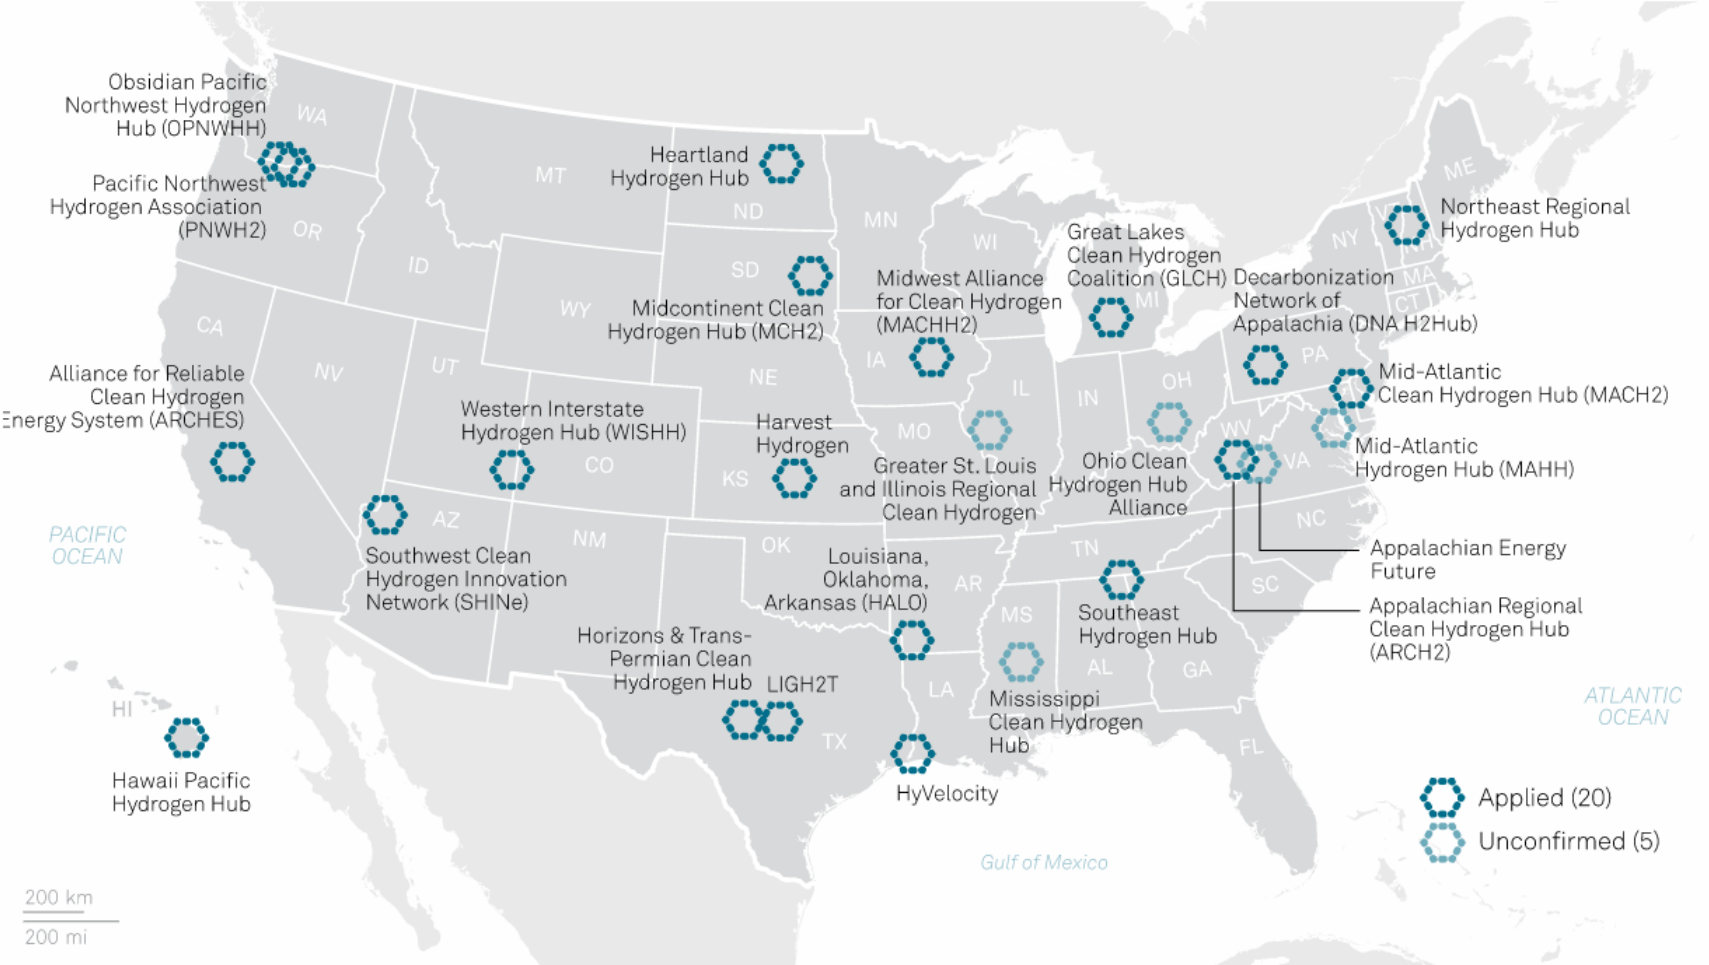 Obsidian Pacific
Northwest Hydrogen
Hub (OPNWHH)
WA
Pacific Northwest
Hydrogen Association
(PNWH2)
OR
MT
ID
Heartland
Hydrogen Hub
ND
MN
WI
SD
WY
Midcontinent Clean
Hydrogen Hub (MCH2)
Midwest Alliance
for Clean Hydrogen
(MACHH2)
Great Lakes
Clean Hydrogen
Coalition (GLCH)
MI
ME
Northeast Regional
Hydrogen Hub
NH
NY
MA
CT
Decarbonization
Network of
Appalachia (DNA H2Hub)
PA
CA
NV
UT
NE
IA
IL
IN
OH
Mid-Atlantic
Clean Hydrogen Hub (MACH2)
Alliance for Reliable
Clean Hydrogen
Energy System (ARCHES)
Western Interstate
Hydrogen Hub (WISHH)
CO
Harvest
Hydrogen
KS
MO
Greater St. Louis
and Illinois Regional
Clean Hydrogen
Ohio Clean
Hydrogen Hub
Alliance
WV
VA
Mid-Atlantic
Hydrogen Hub (MAHH)
PACIFIC
OCEAN
AZ
NM
Southwest Clean
Hydrogen Innovation
Network (SHINe)
OK
Louisiana,
Oklahoma,
Arkansas (HALO)
AR
TN
NC
SC
Appalachian Energy
Future
Appalachian Regional
Clean Hydrogen Hub
(ARCH2)
Southeast
Hydrogen Hub
MS
AL
GA
Horizons & Trans-
Permian Clean
Hydrogen Hub
LIGH2T
TX
LA
Mississippi
Clean Hydrogen
Hub
HyVelocity
FL
ATLANTIC
OCEAN
HI
Hawaii Pacific
Hydrogen Hub
Gulf of Mexico
Applied (20)
Unconfirmed (5)
200 km
200 mi